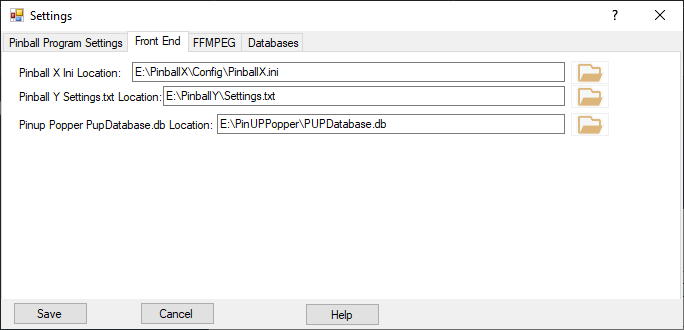 Settings
?
Pinball Program Settings Front End FFMPEG Databases
Pinball X Ini Location: E:\PinballX\Config\PinballX.ini
Pinball Y Settings.txt Location: E:\PinballY\Settings.txt
Pinup Popper PupDatabase.db Location: E:\PinUPPopper\PUPDatabase.db
Save Cancel Help